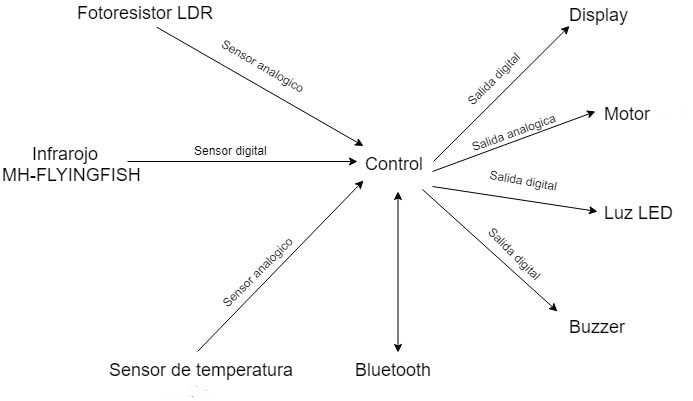 Fotoresistor LDR
Sensor analogico
Display
Salida digital
Motor
Salida analogica
Infrarojo
MH-FLYINGFISH
Sensor digital
Control
Salida digital
Luz LED
Sensor analogico
Salida digital
Buzzer
Sensor de temperatura
Bluetooth